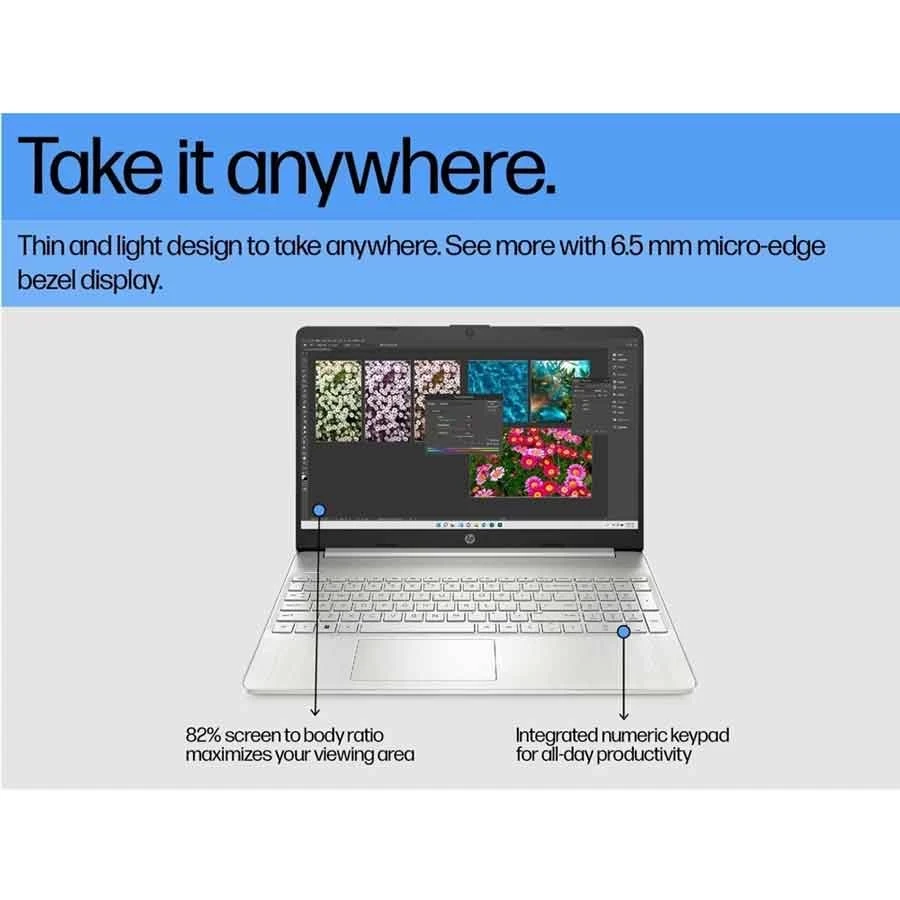 Take it anywhere.
Thin and light design to take anywhere. See more with 6.5 mm micro-edge
bezel display.
hp
82% screen to body ratio
maximizes your viewing area
Integrated numeric keypad
for all-day productivity